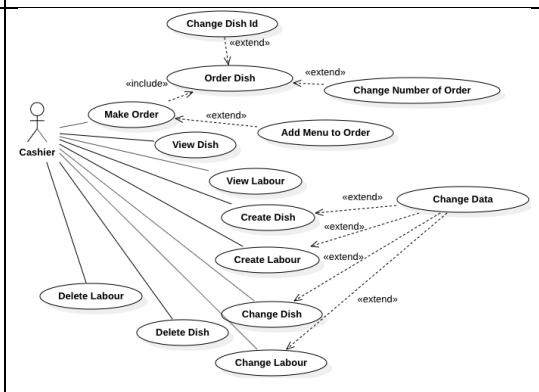 Change Dish Id
«extend»
Order Dish
«extend»
«include»
Change Number of Order
Make Order
«extend»
Add Menu to Order
Cashier
View Dish
View Labour
«extend»
Change Data
Create Dish
«extend»
Create Labour
«extend»
Delete Labour
Change Dish
«extend»
Delete Dish
Change Labour